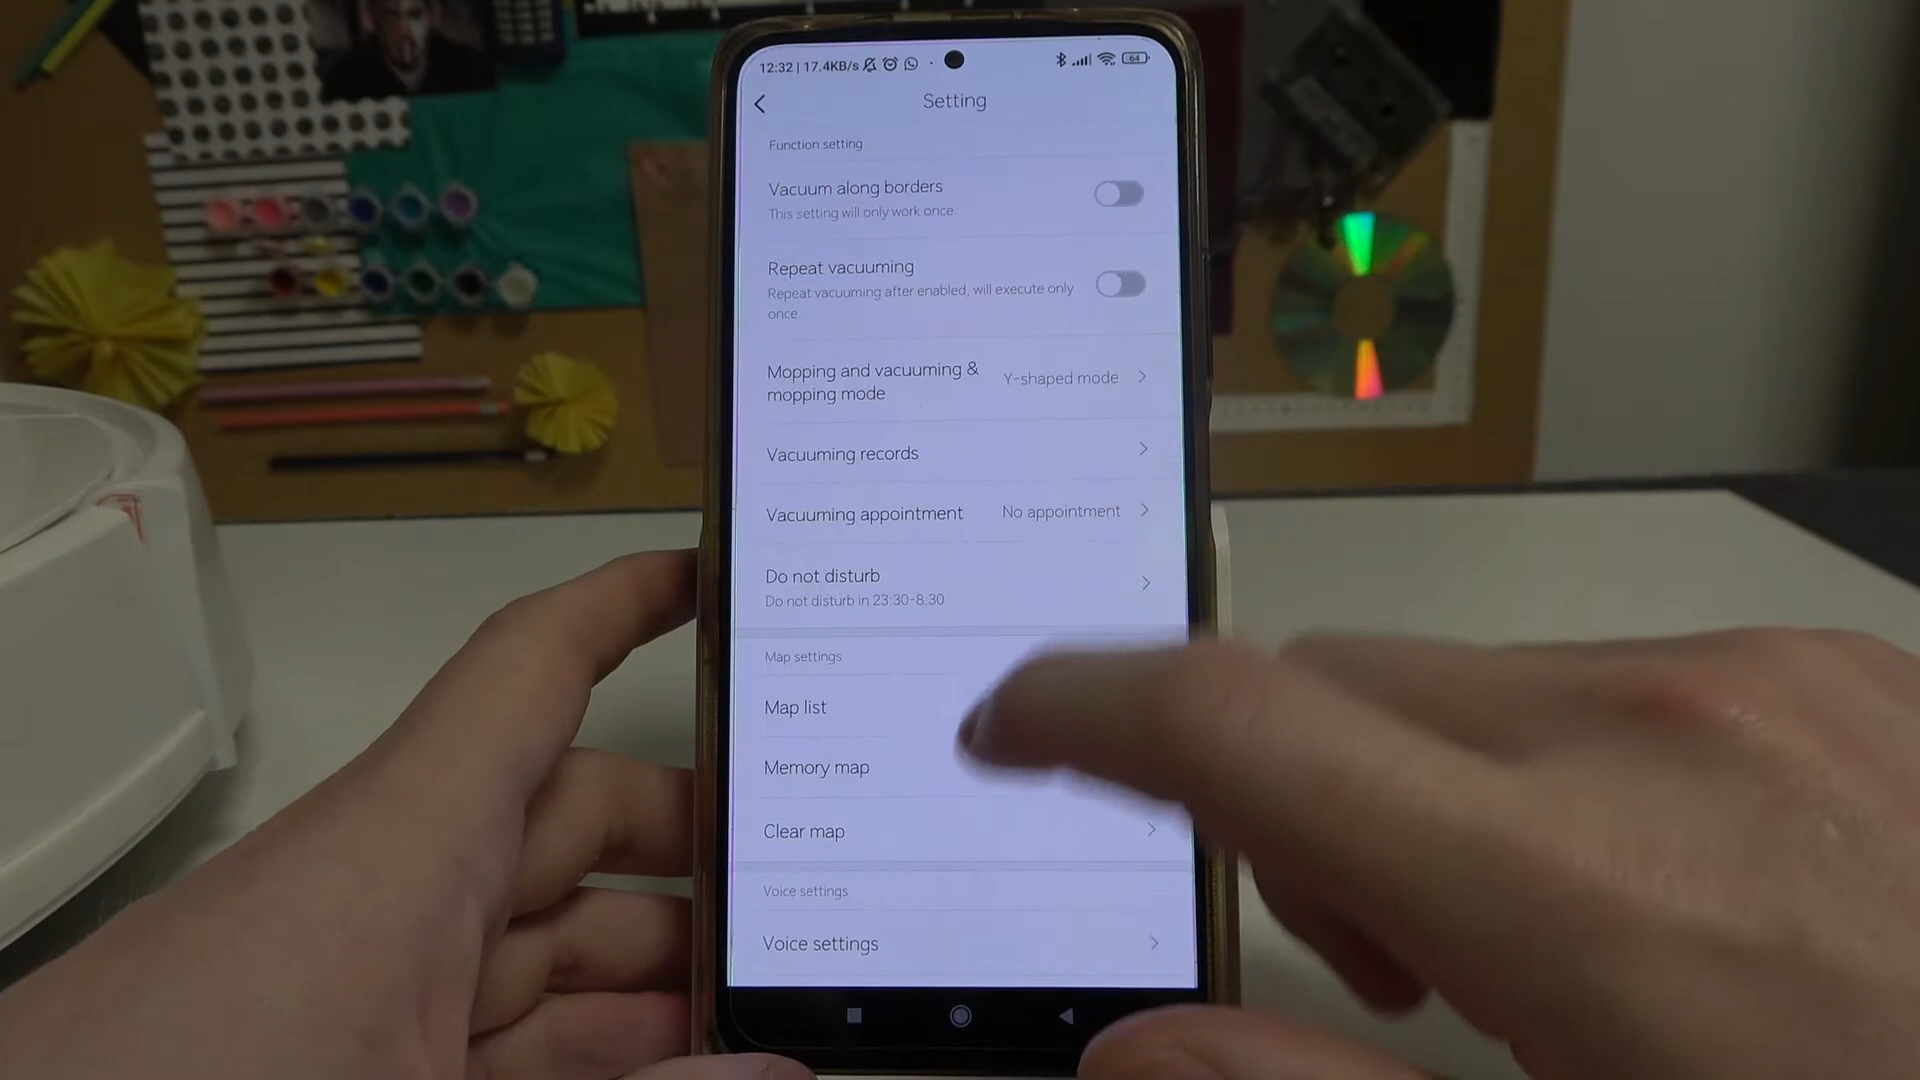 12:32 | 17.4KB/s
64
Setting
Function setting
Vacuum along borders
This setting will only work once.
Repeat vacuuming
Repeat vacuuming after enabled, will execute only
once.
Mopping and vacuuming &
mopping mode
Y-shaped mode
Vacuuming records
Vacuuming appointment
No appointment
Do not disturb
Do not disturb in 23:30-8:30
Map settings
Map list
Memory map
Clear map
Voice settings
Voice settings